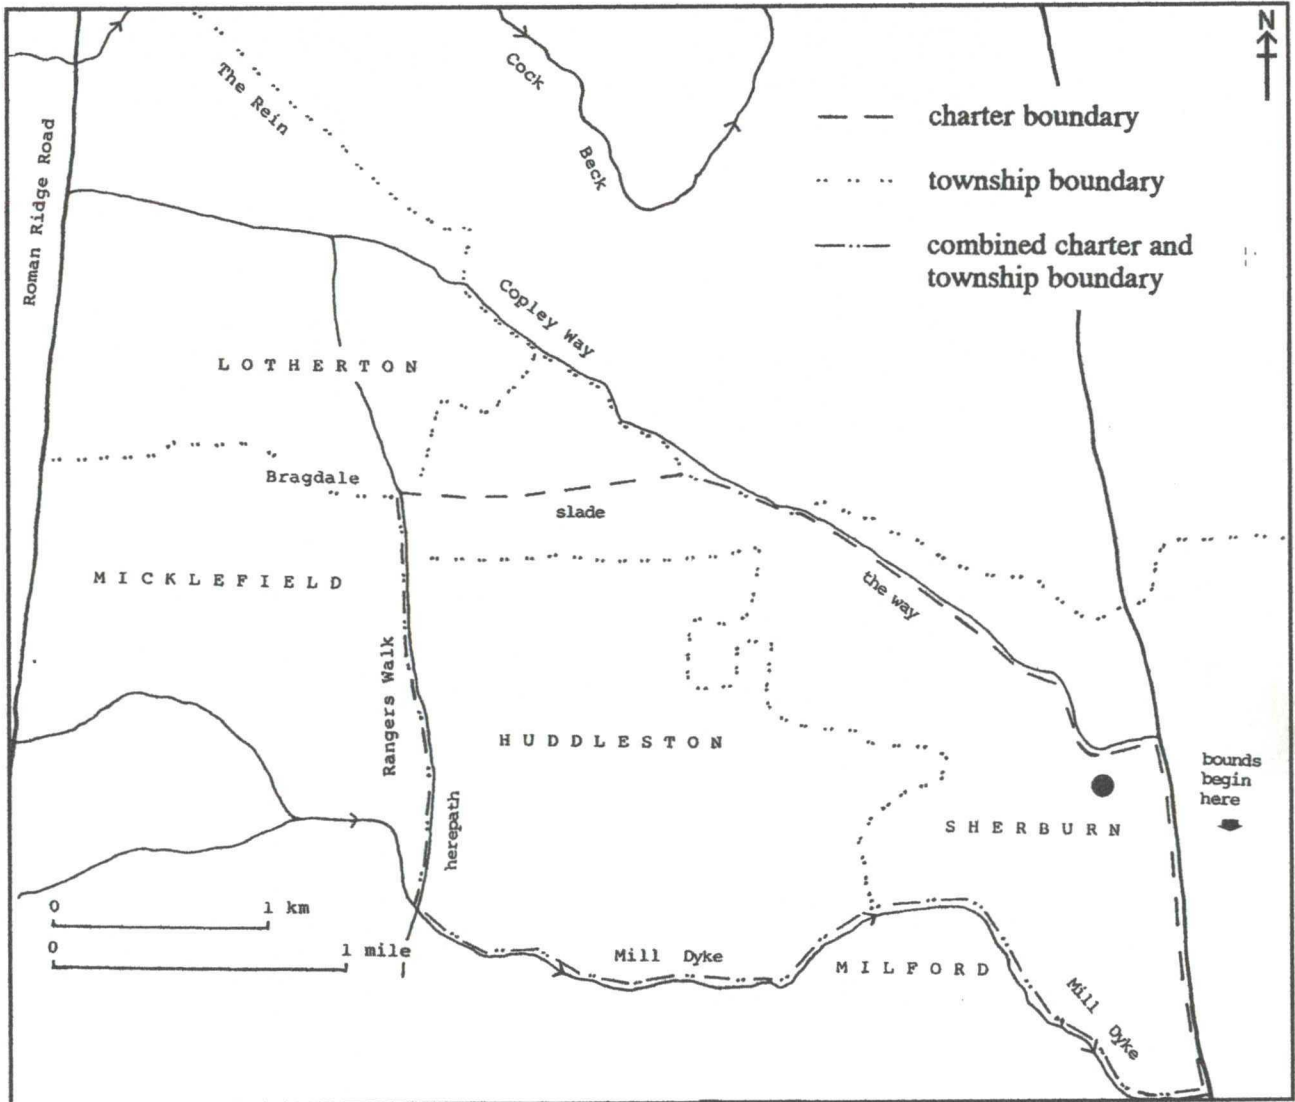 N
Cock
Beck
The Rein
Roman Ridge Road
charter boundary
township boundary
combined charter and
township boundary
Copley Way
LOTHERTON
Bragdale
slade
MICKLEFIELD
the way
Rangers Walk
HUDDLESTON
herepath
bounds
begin
here
SHERBURN
0 1 km
0 1 mile
Mill Dyke
MILFORD
Mill Dyke